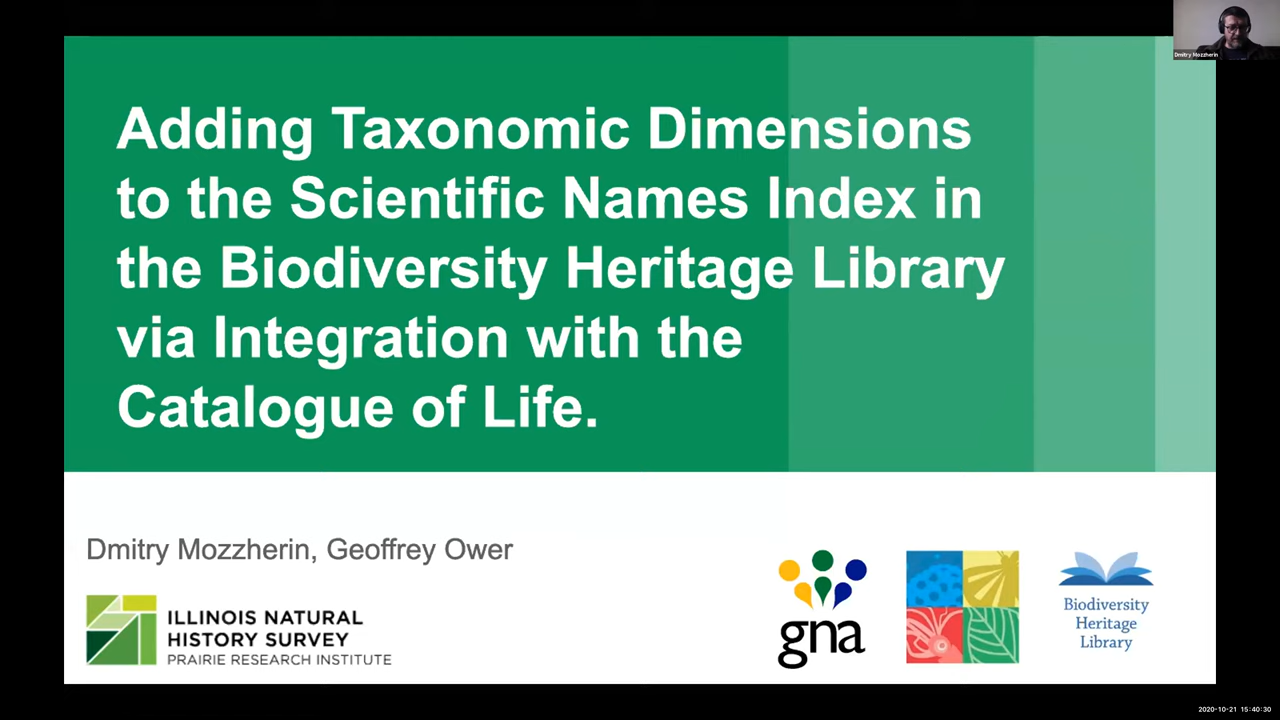 Dmitry Mozzherin
Adding Taxonomic Dimensions
to the Scientific Names Index in
the Biodiversity Heritage Library
via Integration with the
Catalogue of Life.
Dmitry Mozzherin, Geoffrey Ower
ILLINOIS NATURAL
HISTORY SURVEY
PRAIRIE RESEARCH INSTITUTE
gna
Biodiversity
Heritage
Library
2020-10-21 15:40:30